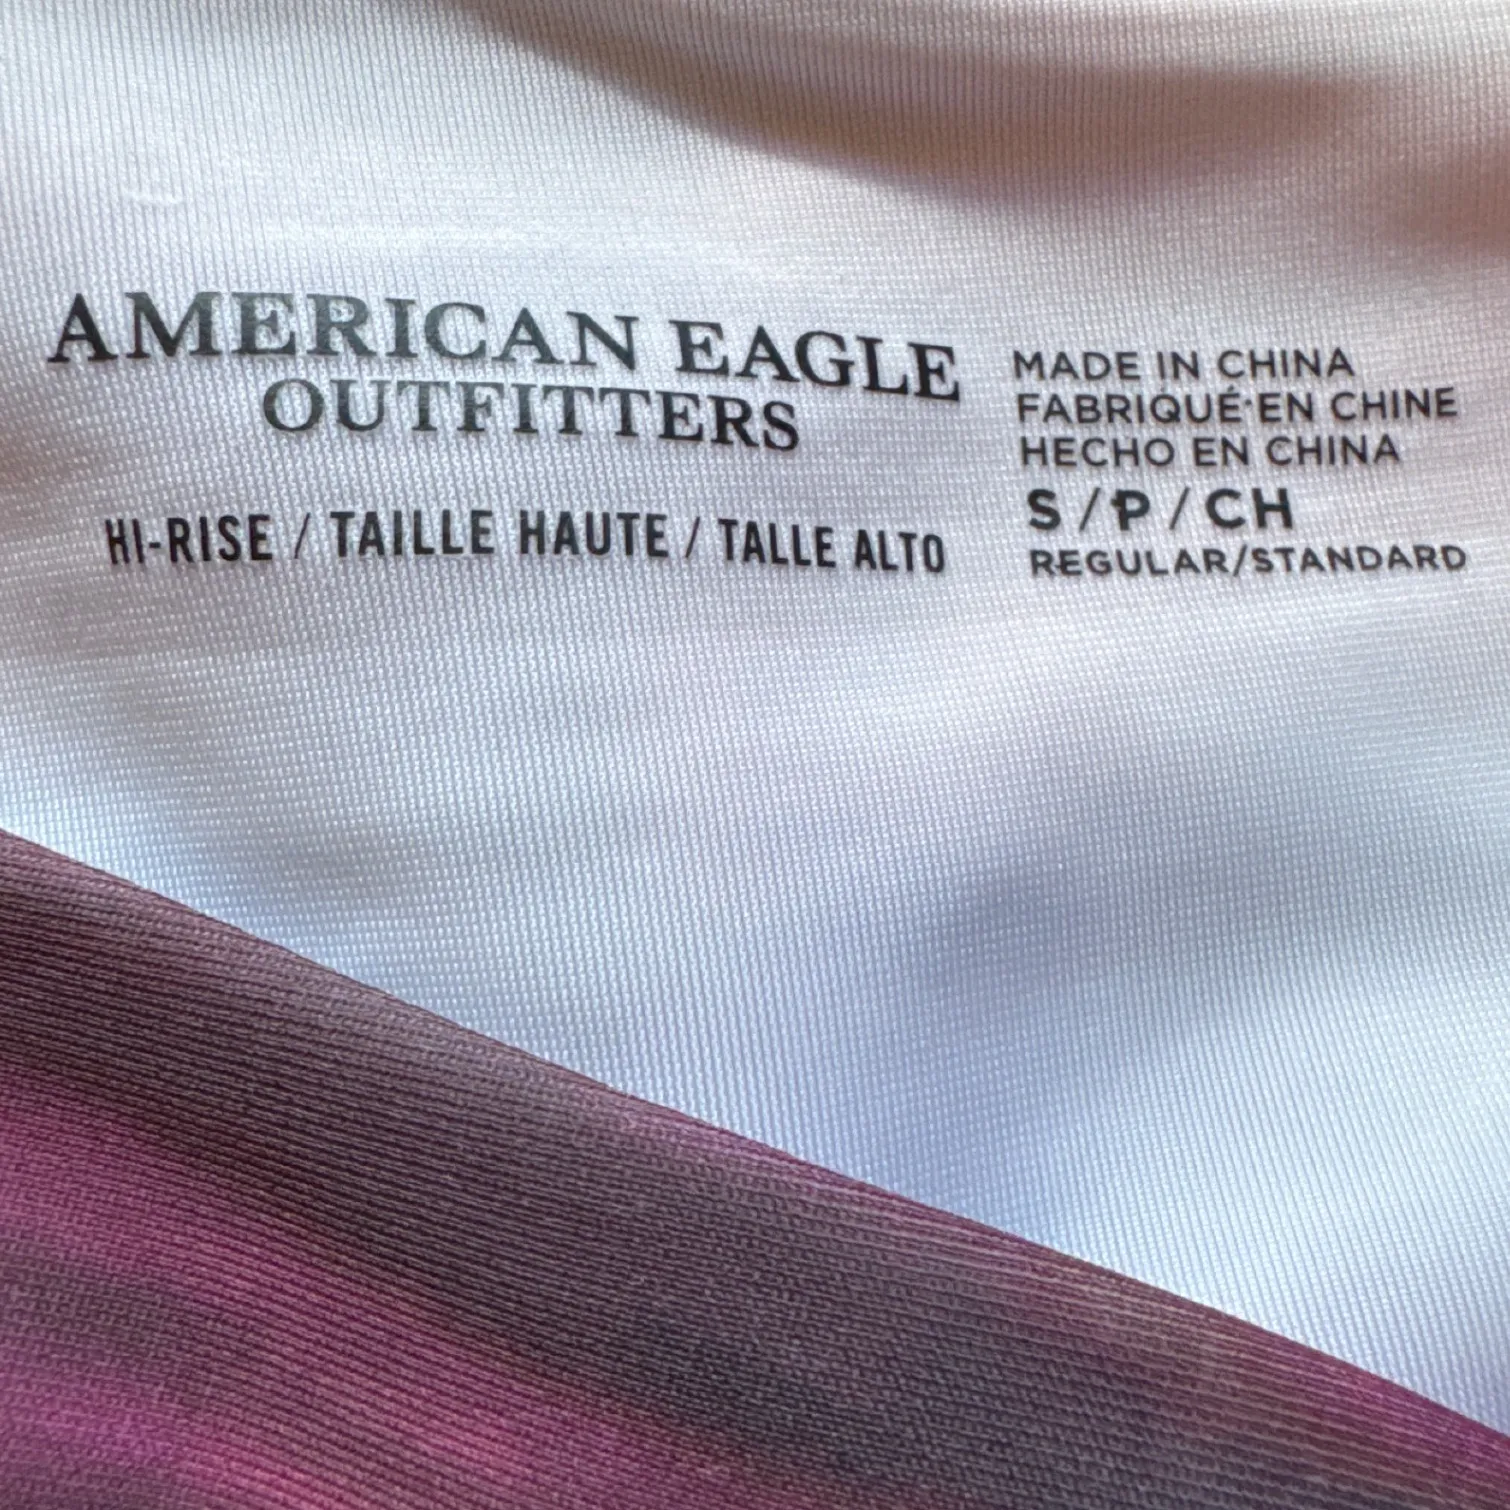 AMERICAN EAGLE
OUTFITTERS
HI-RISE / TAILLE HAUTE / TALLE ALTO
MADE IN CHINA
FABRIQUÉ EN CHINE
HECHO EN CHINA
S / P / CH
REGULAR/STANDARD